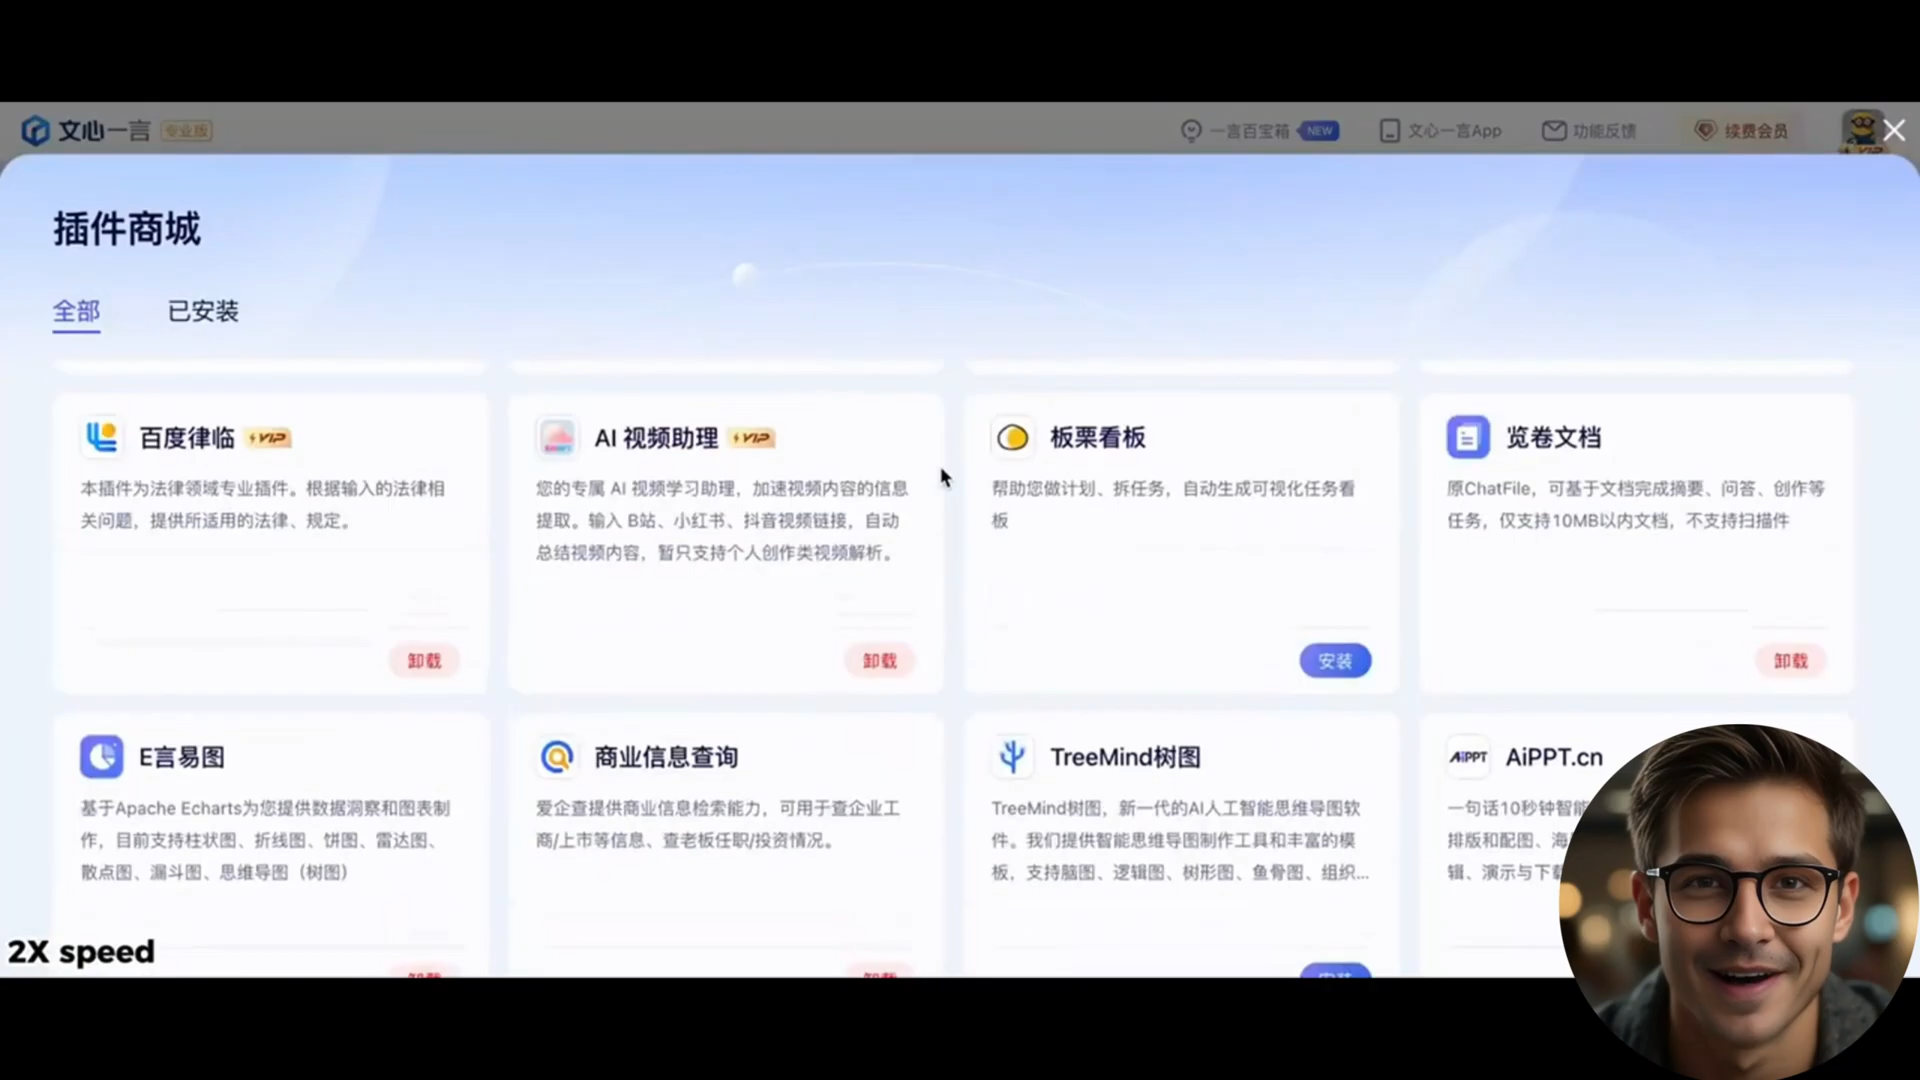 文心一言 专业版
一言百宝箱 NEW
文心一言App
功能反馈
续费会员
VIP
插件商城
全部
已安装
百度律临 VIP
本插件为法律领域专业插件。根据输入的法律相
关问题，提供所适用的法律、规定。
卸载
AI 视频助理 VIP
您的专属 AI 视频学习助理，加速视频内容的信息
提取。输入 B站、小红书、抖音视频链接，自动
总结视频内容，暂只支持个人创作类视频解析。
卸载
板栗看板
帮助您做计划、拆任务，自动生成可视化任务看
板
安装
览卷文档
原ChatFile，可基于文档完成摘要、问答、创作等
任务，仅支持10MB以内文档，不支持扫描件
卸载
E言易图
基于Apache Echarts为您提供数据洞察和图表制
作，目前支持柱状图、折线图、饼图、雷达图、
散点图、漏斗图、思维导图（树图）
卸载
商业信息查询
爱企查提供商业信息检索能力，可用于查企业工
商/上市等信息、查老板任职/投资情况。
卸载
TreeMind树图
TreeMind树图，新一代的AI人工智能思维导图软
件。我们提供智能思维导图制作工具和丰富的模
板，支持脑图、逻辑图、树形图、鱼骨图、组织...
安装
AiPPT AiPPT.cn
一句话10秒钟智能
排版和配图、海
辑、演示与下载
2X speed